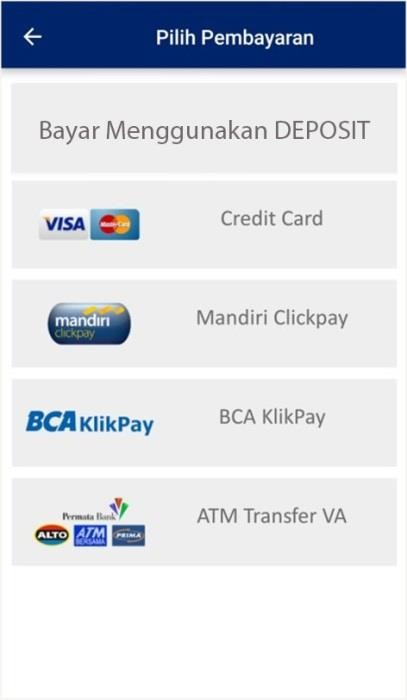 Pilih Pembayaran
Bayar Menggunakan DEPOSIT
VISA MasterCard Credit Card
mandiri
clickpay
Mandiri Clickpay
BCA KlikPay BCA KlikPay
Permata Bank
ALTO ATM BERSAMA PRIMA
ATM Transfer VA